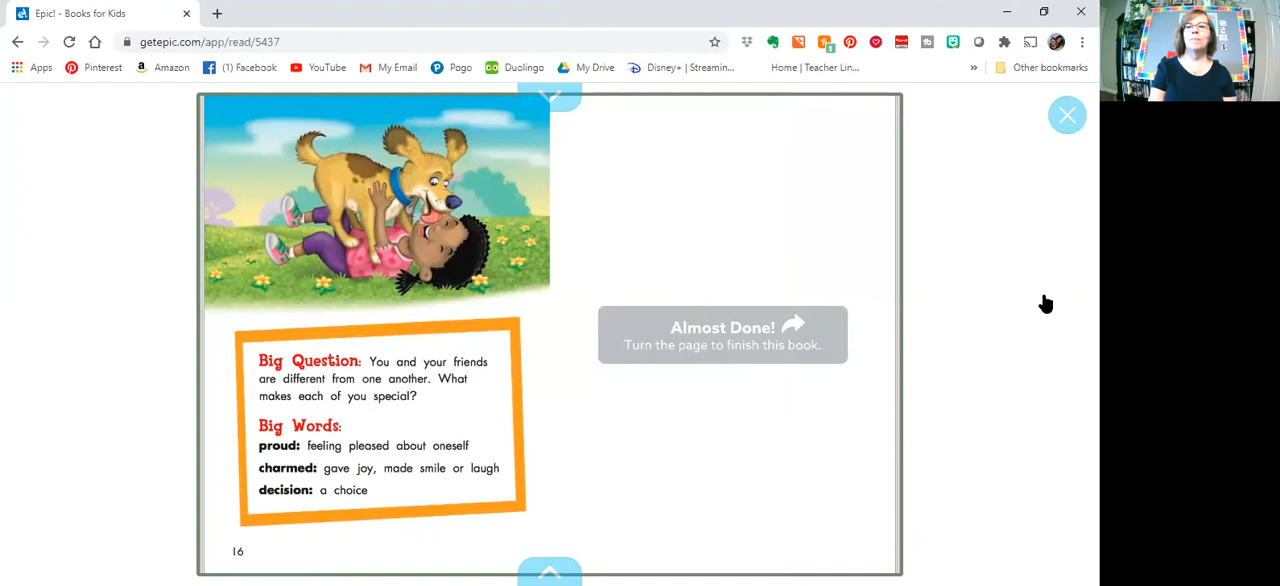 Epic! - Books for Kids
getepic.com/app/read/5437
Apps Pinterest Amazon (1) Facebook YouTube My Email Pogo Duolingo My Drive Disney+ | Streamin... Home | Teacher Lin... » Other bookmarks
Almost Done!
Turn the page to finish this book.
Big Question: You and your friends
are different from one another. What
makes each of you special?
Big Words:
proud: feeling pleased about oneself
charmed: gave joy, made smile or laugh
decision: a choice
16